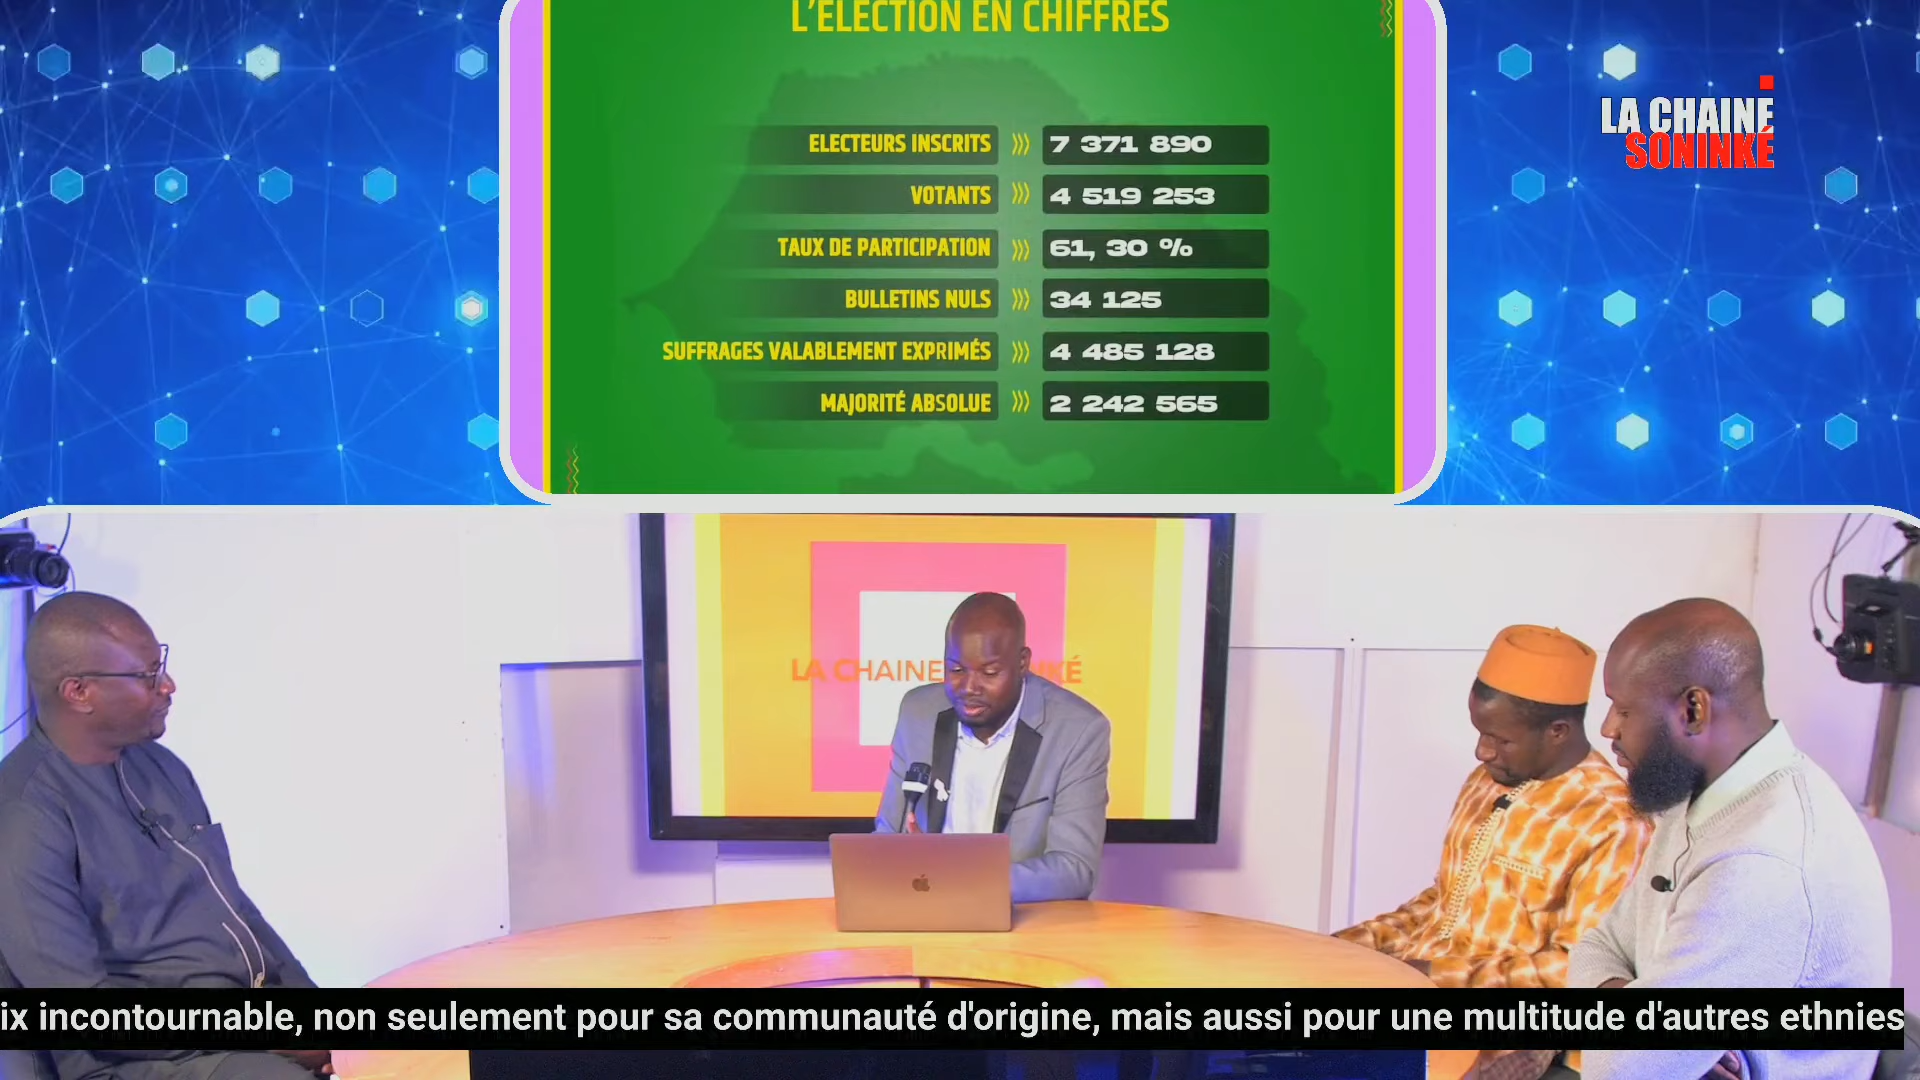 L'ÉLECTION EN CHIFFRES
ELECTEURS INSCRITS 7 371 890
VOTANTS 4 519 253
TAUX DE PARTICIPATION 61, 30 %
BULLETINS NULS 34 125
SUFFRAGES VALABLEMENT EXPRIMÉS 4 485 128
MAJORITÉ ABSOLUE 2 242 565
LA CHAINE
SONINKÉ
LA CHAINE NKÉ
ix incontournable, non seulement pour sa communauté d'origine, mais aussi pour une multitude d'autres ethnies